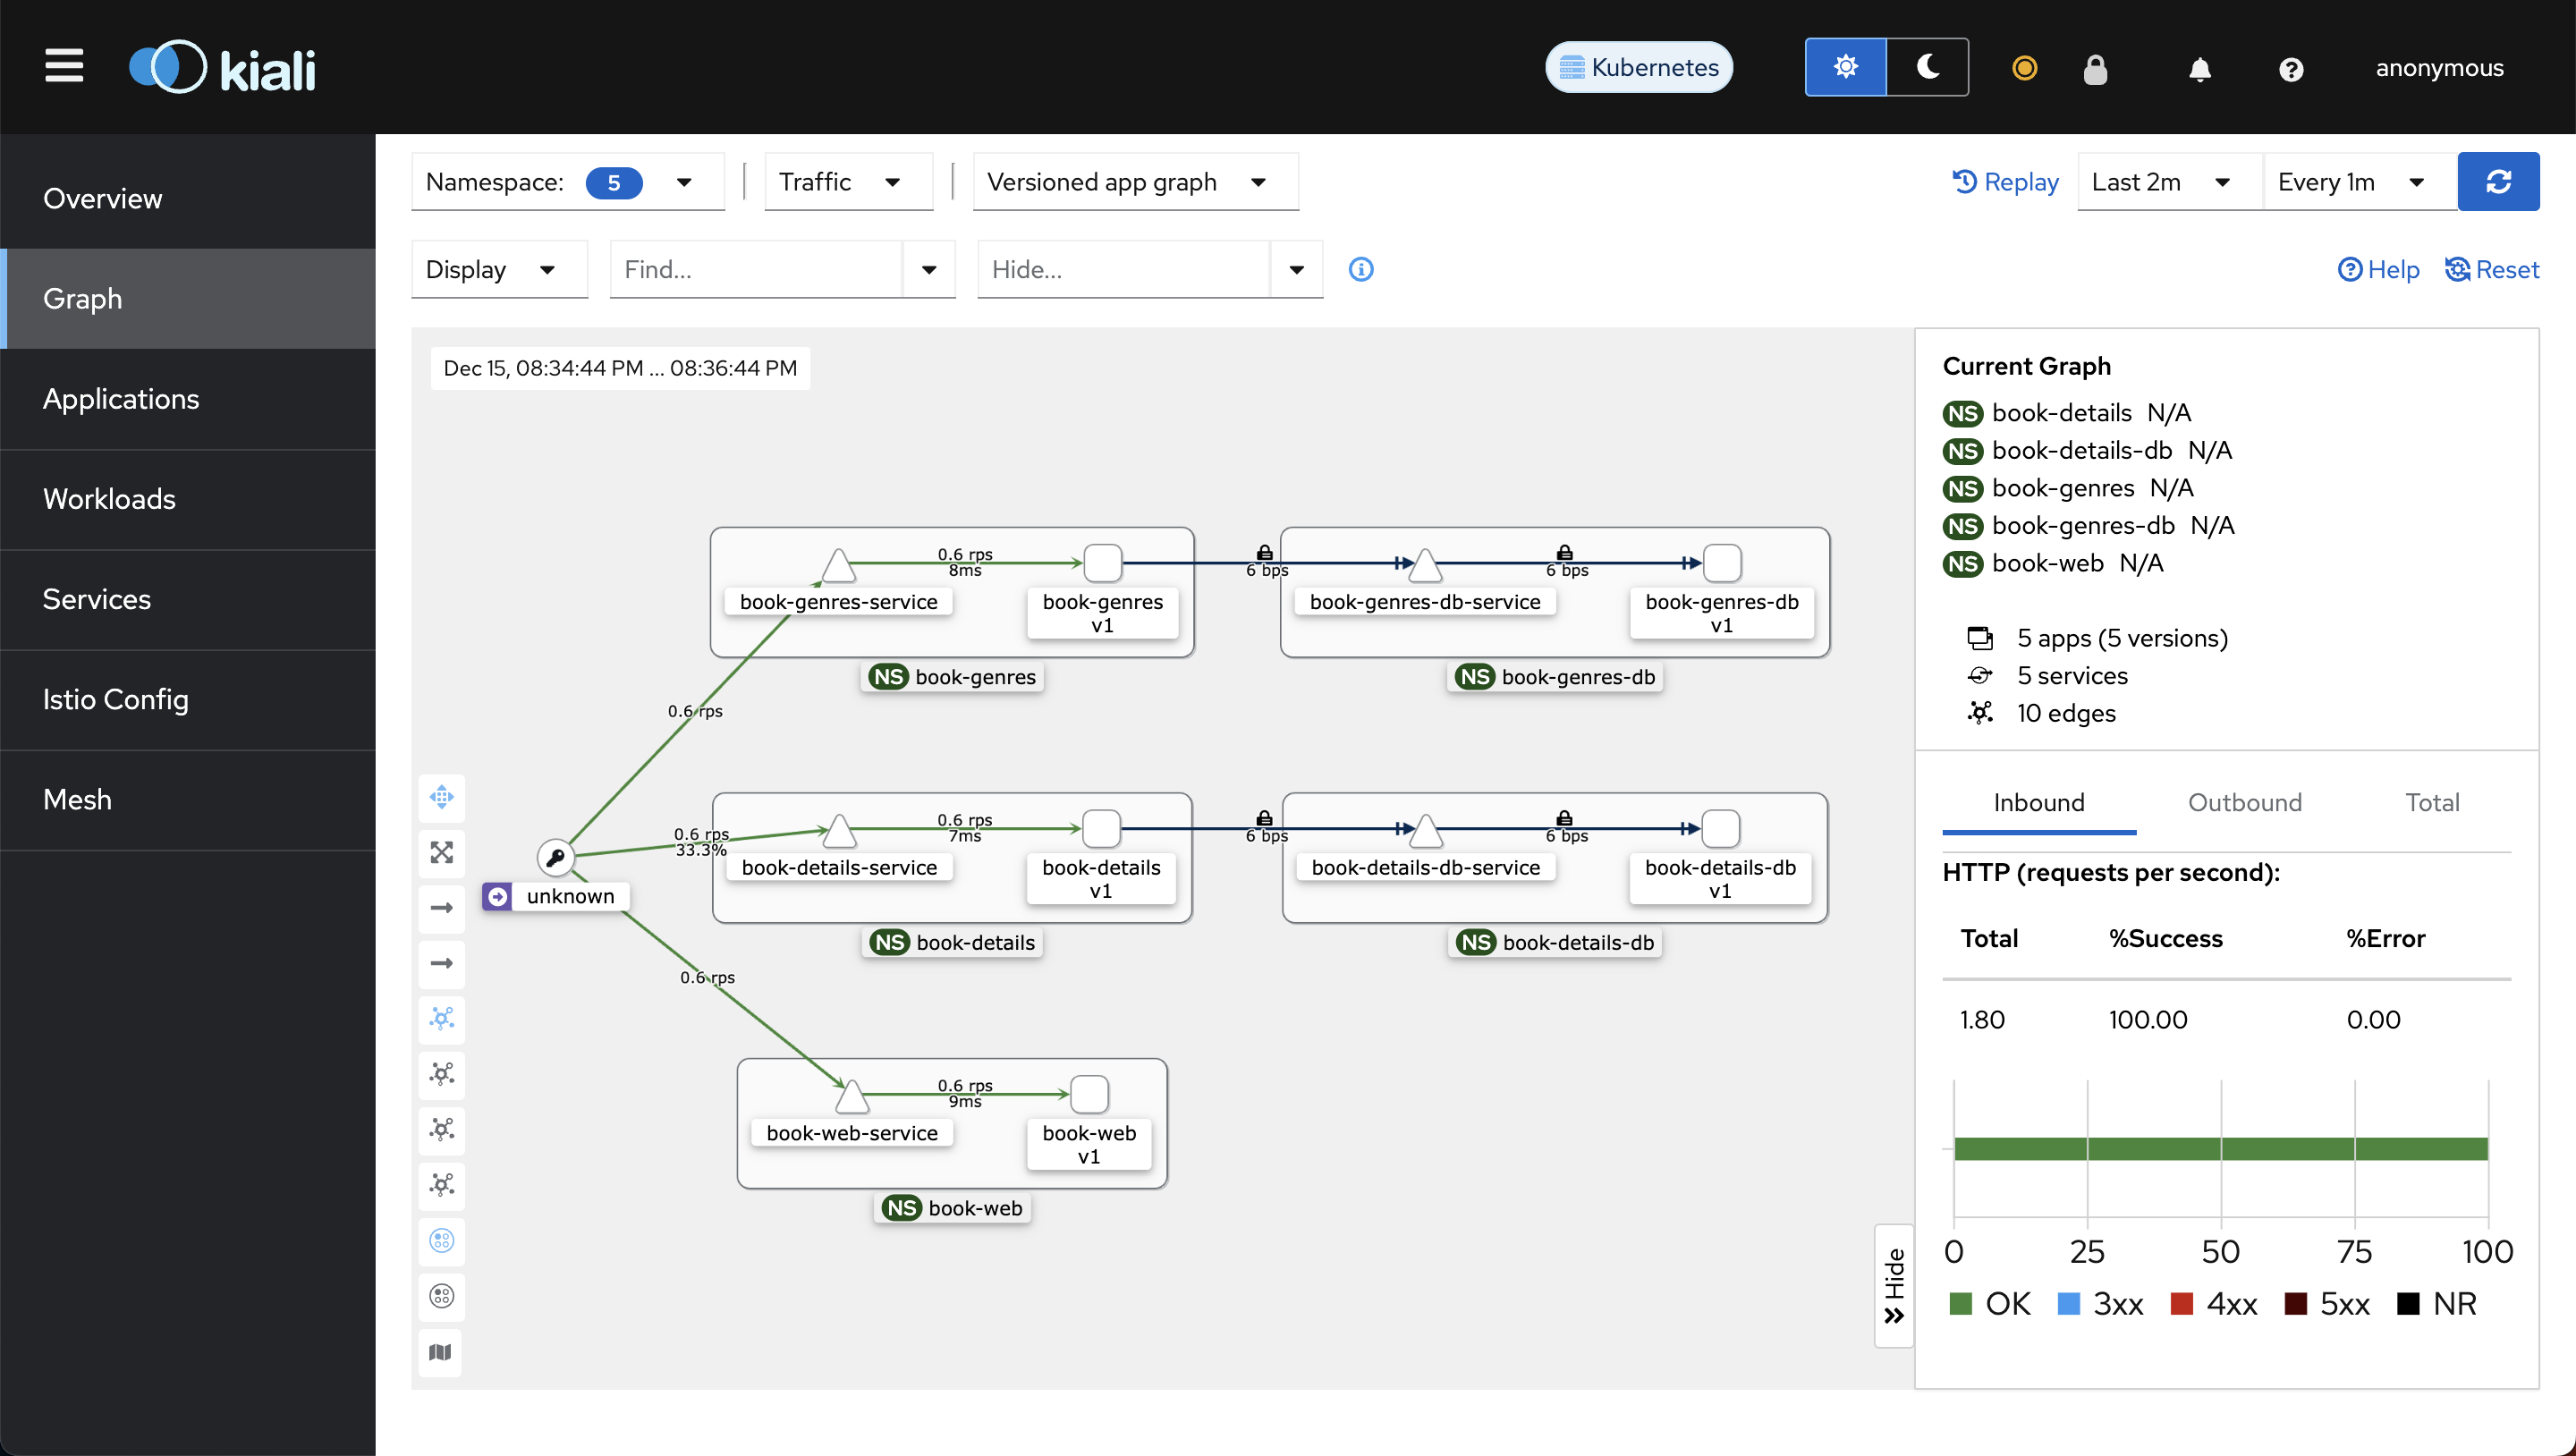 kiali
Kubernetes
anonymous
Overview
Graph
Applications
Workloads
Services
Istio Config
Mesh
Namespace: 5
Traffic
Versioned app graph
Replay
Last 2m
Every 1m
Display
Find...
Hide...
Help
Reset
Dec 15, 08:34:44 PM ... 08:36:44 PM
0.6 rps
8ms
6 bps
6 bps
book-genres-service
book-genres
v1
book-genres-db-service
book-genres-db
v1
NS book-genres
NS book-genres-db
0.6 rps
0.6 rps
33.3%
0.6 rps
7ms
6 bps
6 bps
book-details-service
book-details
v1
book-details-db-service
book-details-db
v1
unknown
NS book-details
NS book-details-db
0.6 rps
0.6 rps
9ms
book-web-service
book-web
v1
NS book-web
Hide
Current Graph
NS book-details N/A
NS book-details-db N/A
NS book-genres N/A
NS book-genres-db N/A
NS book-web N/A
5 apps (5 versions)
5 services
10 edges
Inbound
Outbound
Total
HTTP (requests per second):
Total %Success %Error
1.80 100.00 0.00
0 25 50 75 100
OK 3xx 4xx 5xx NR